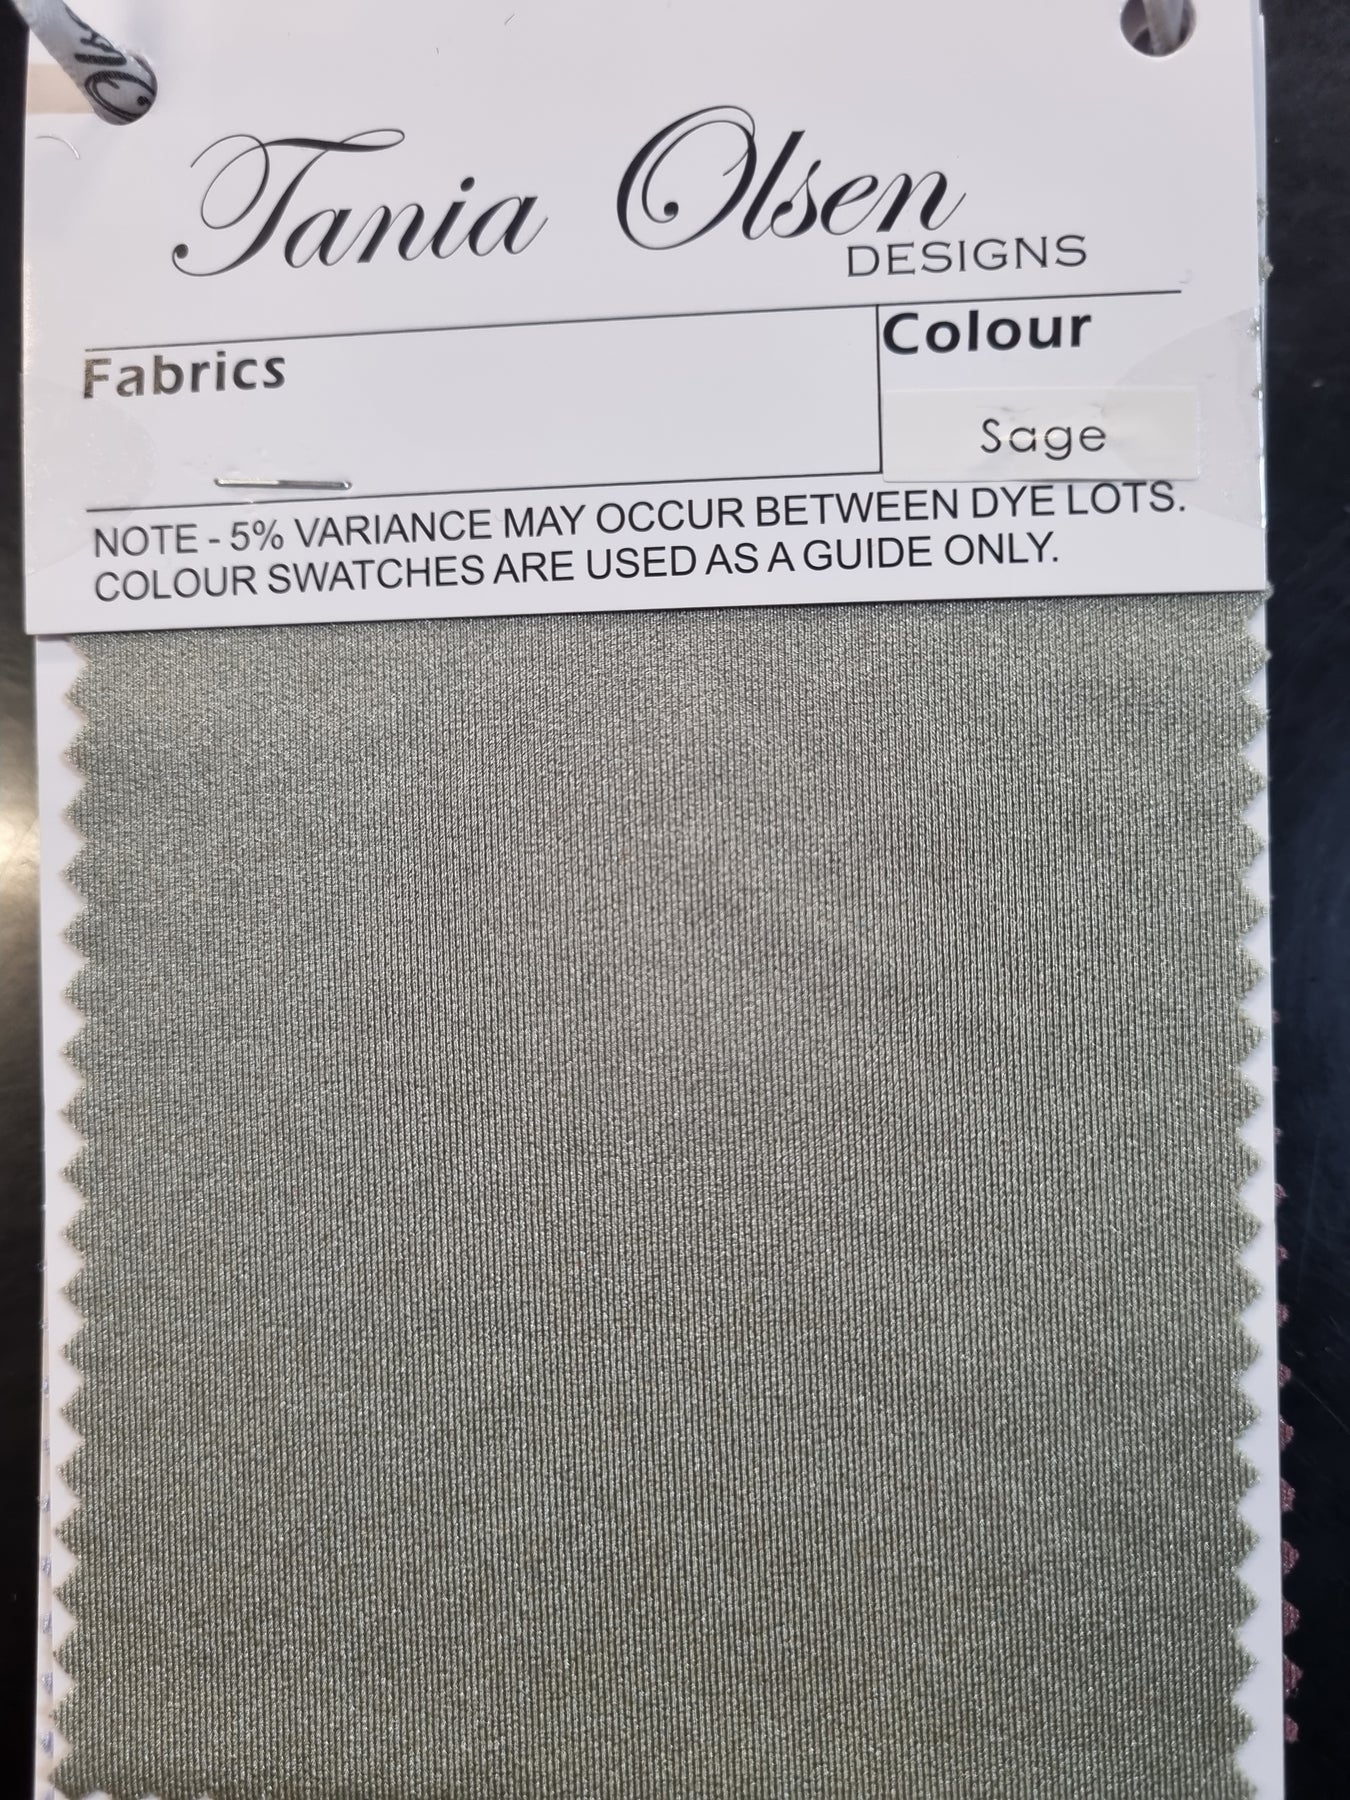 Tania Olsen
DESIGNS
Fabrics
Colour
Sage
NOTE - 5% VARIANCE MAY OCCUR BETWEEN DYE LOTS.
COLOUR SWATCHES ARE USED AS A GUIDE ONLY.